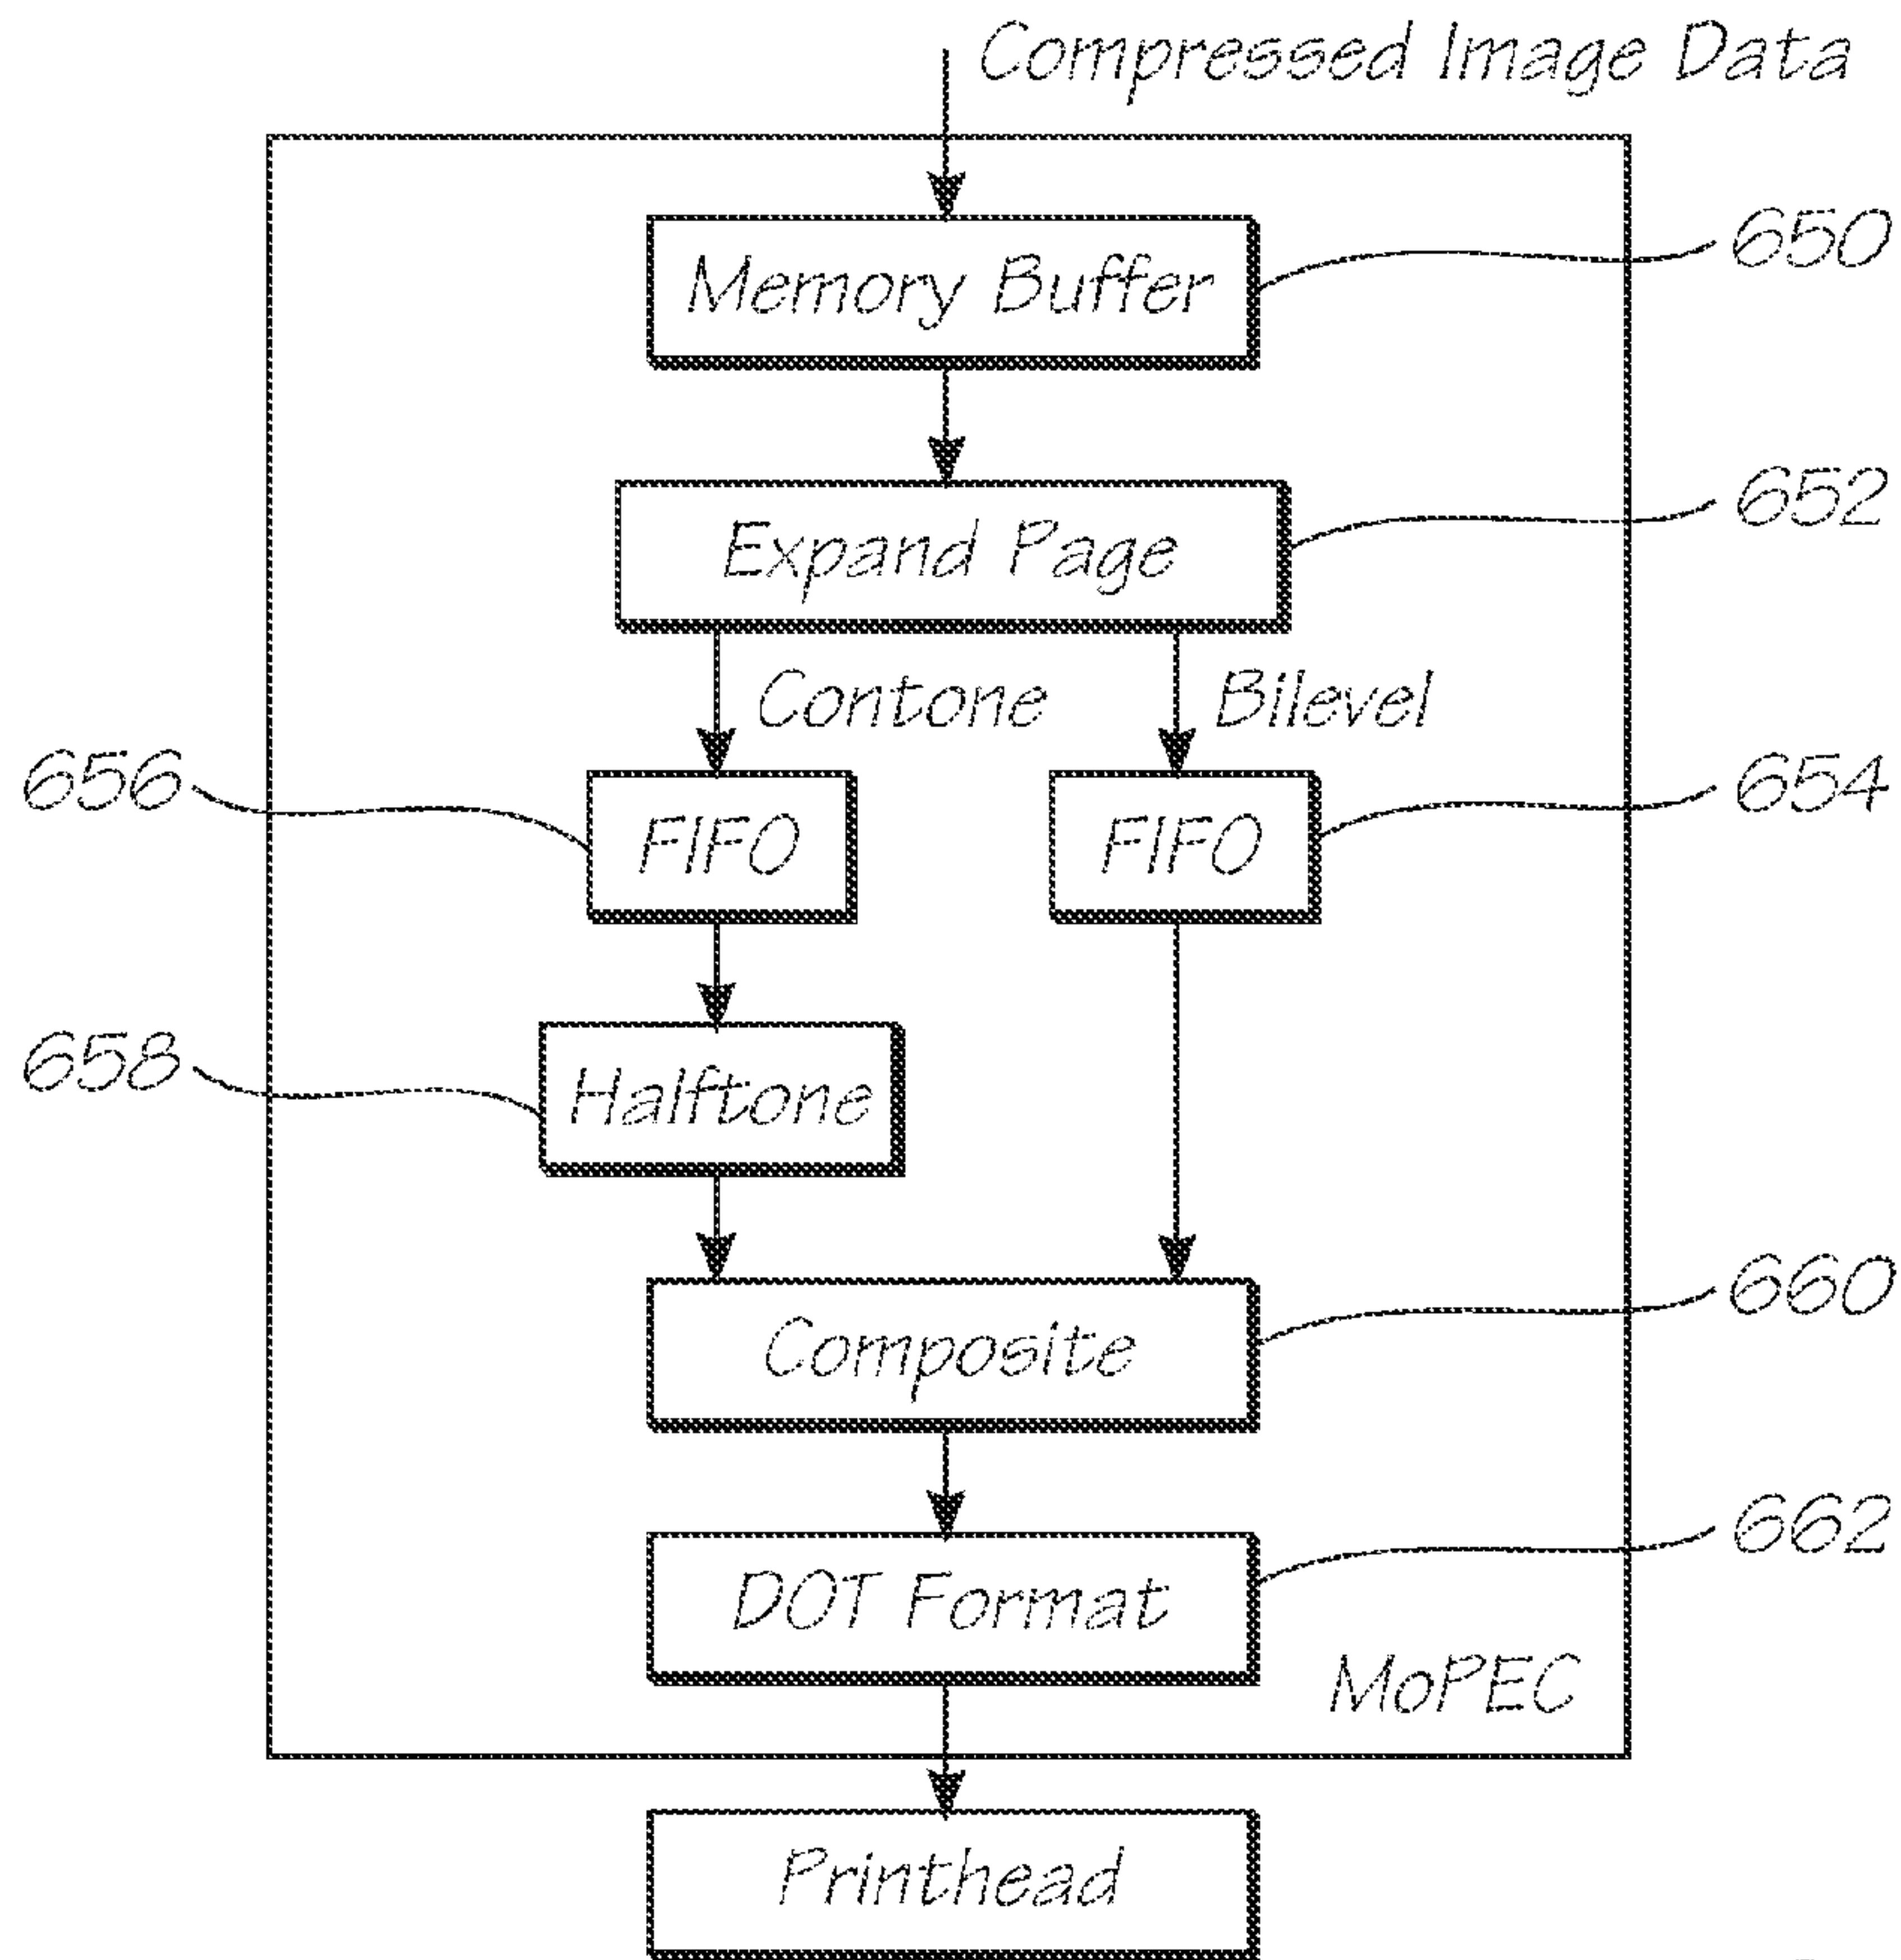 Compressed Image Data
Memory Buffer
650
Expand Page
652
Contone
Bilevel
656
FIFO
FIFO
654
658
Halftone
Composite
660
DOT Format
662
MoPEC
Printhead